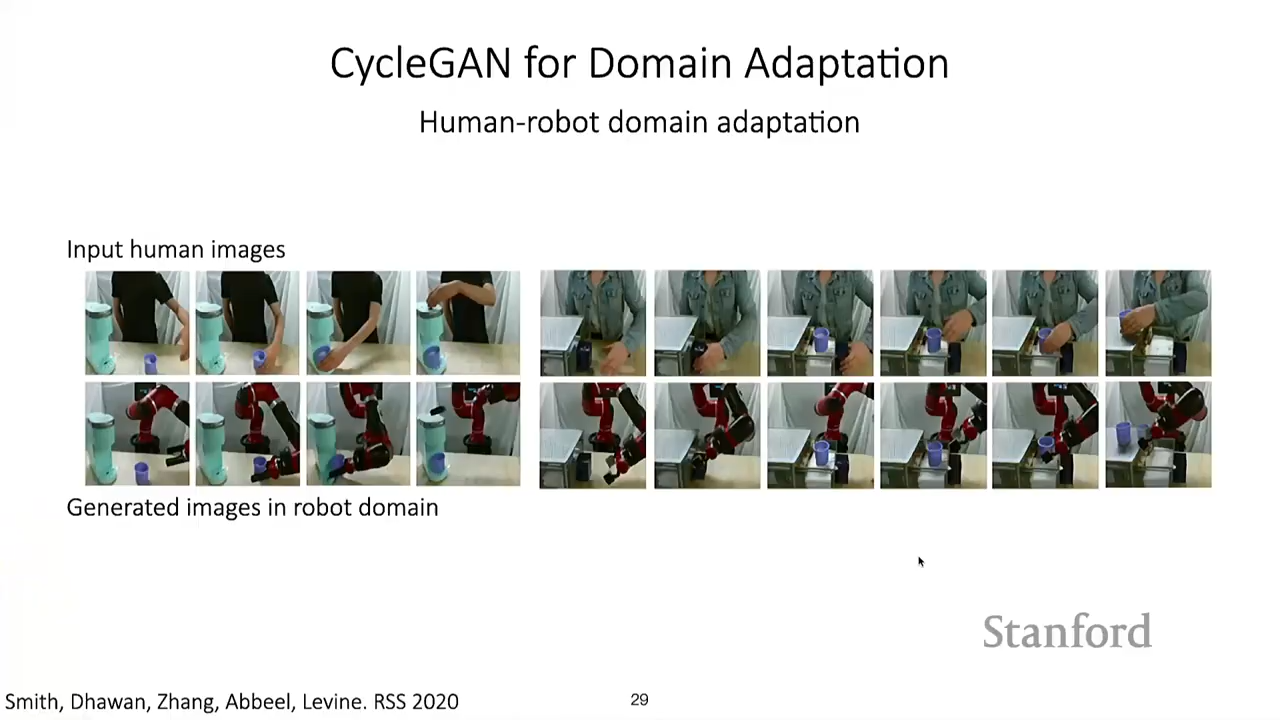 CycleGAN for Domain Adaptation
Human-robot domain adaptation
Input human images
Generated images in robot domain
Stanford
Smith, Dhawan, Zhang, Abbeel, Levine. RSS 2020
29